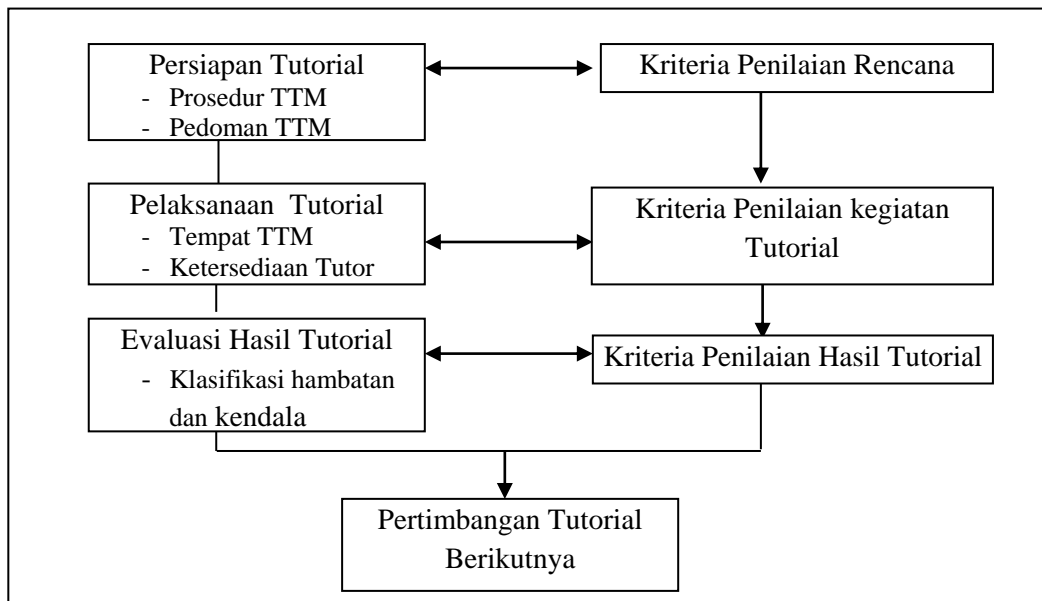 Persiapan Tutorial
- Prosedur TTM
- Pedoman TTM
Kriteria Penilaian Rencana
Pelaksanaan Tutorial
- Tempat TTM
- Ketersediaan Tutor
Kriteria Penilaian kegiatan
Tutorial
Evaluasi Hasil Tutorial
- Klasifikasi hambatan
dan kendala
Kriteria Penilaian Hasil Tutorial
Pertimbangan Tutorial
Berikutnya